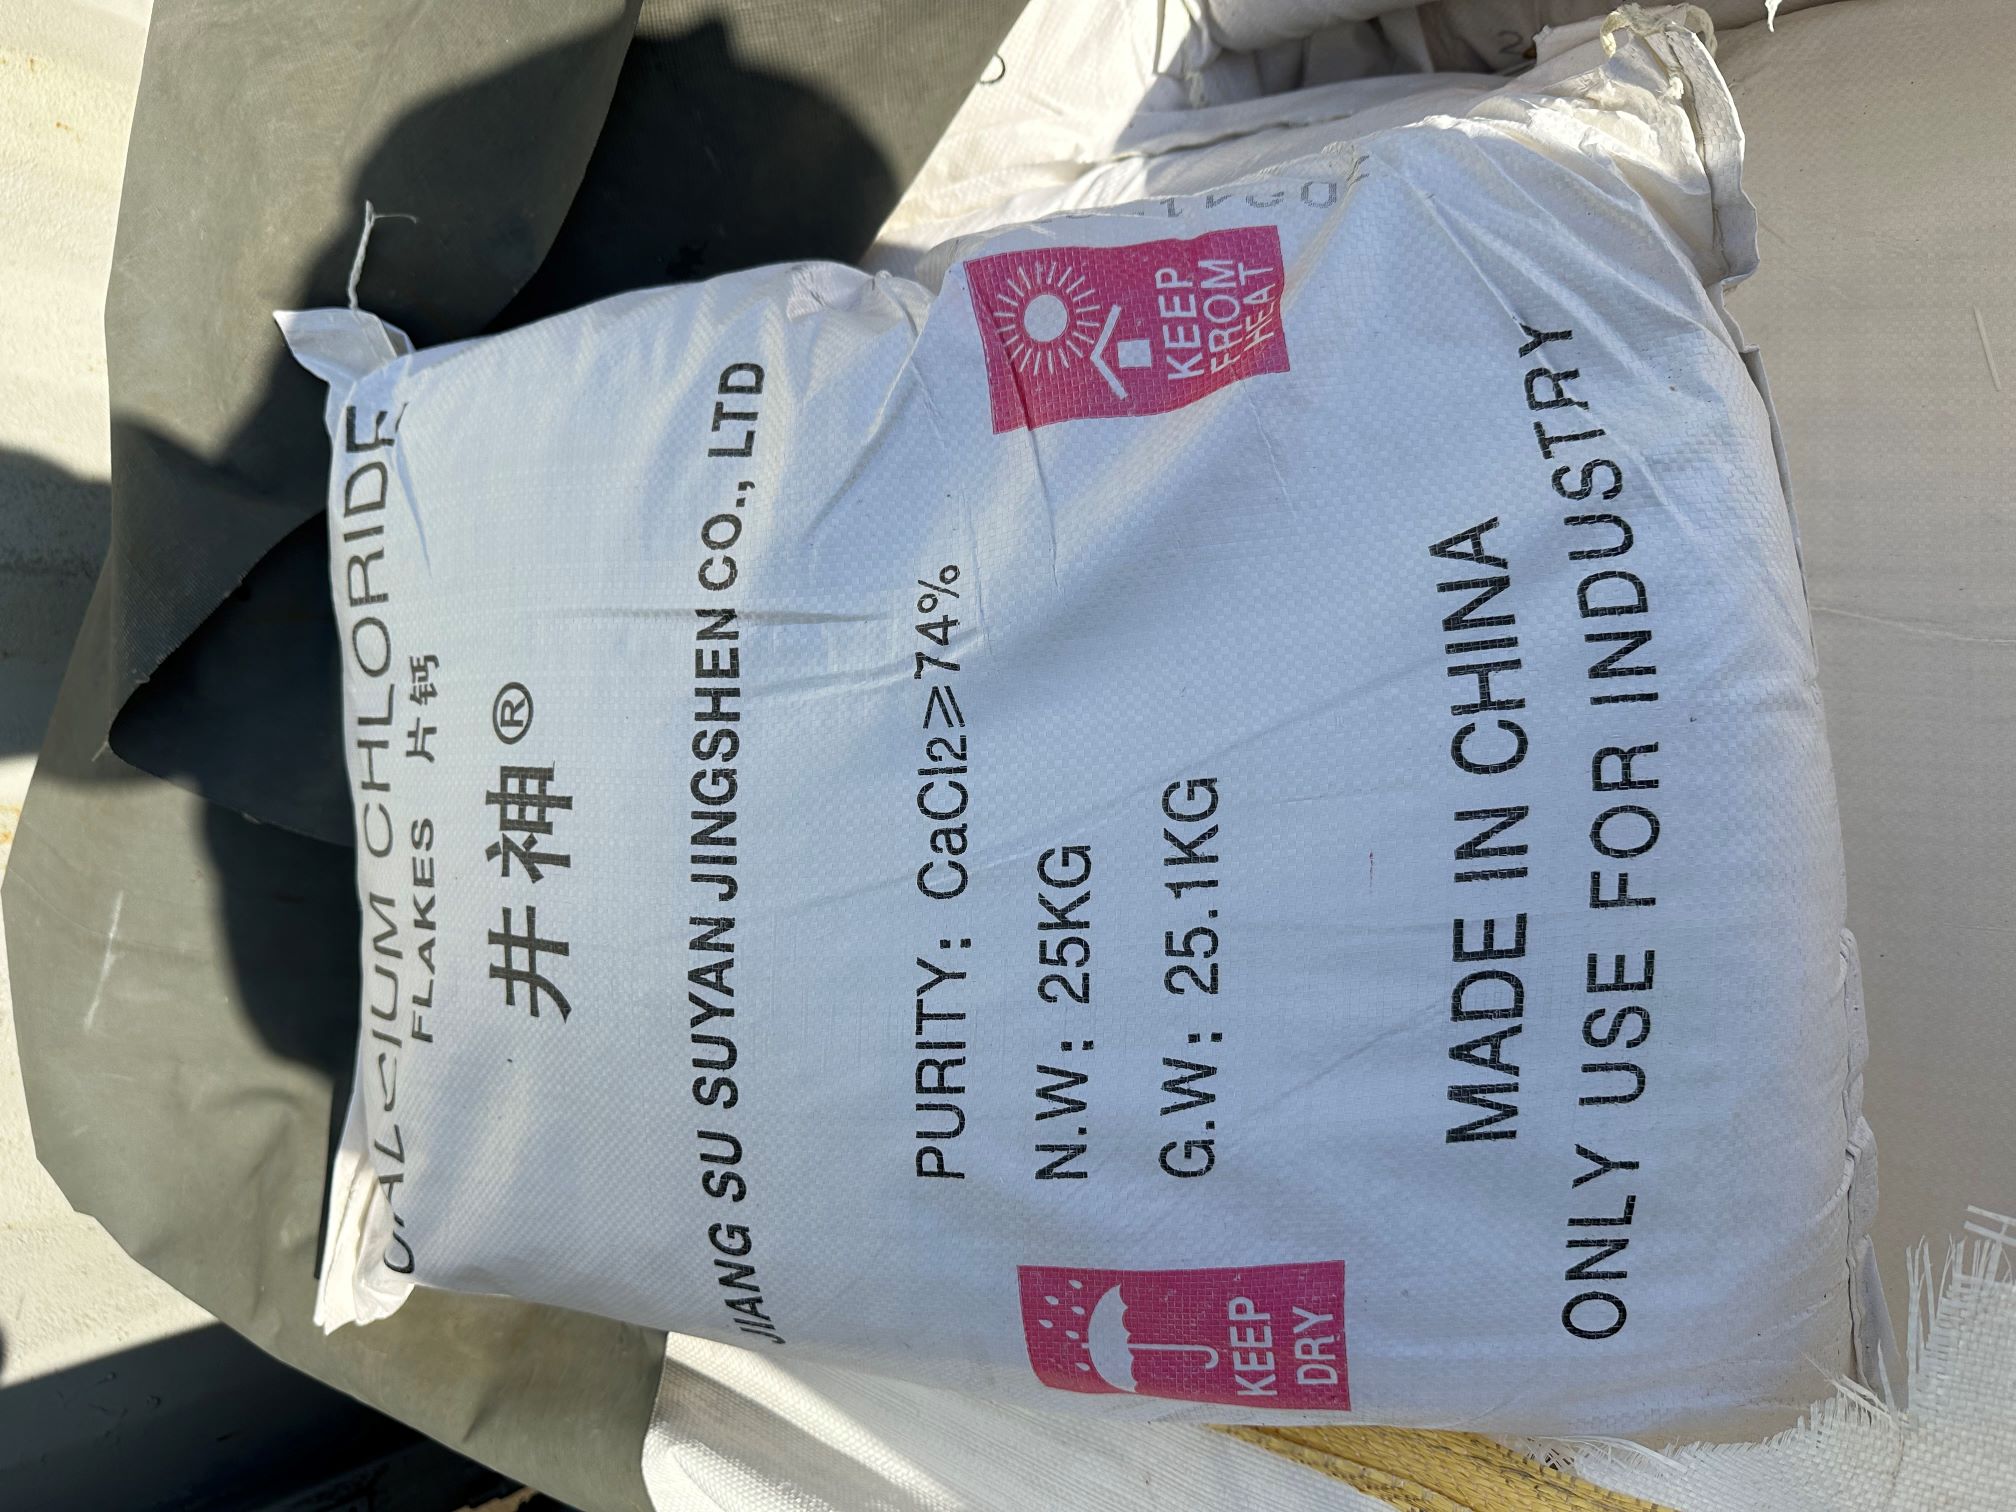 CALCIUM CHLORIDE
FLAKES 片钙
井神®
JIANG SU SUYAN JINGSHEN CO., LTD
PURITY: CaCl2≥74%
N.W: 25KG
G.W: 25.1KG
KEEP
DRY
KEEP
FROM
HEAT
MADE IN CHINA
ONLY USE FOR INDUSTRY